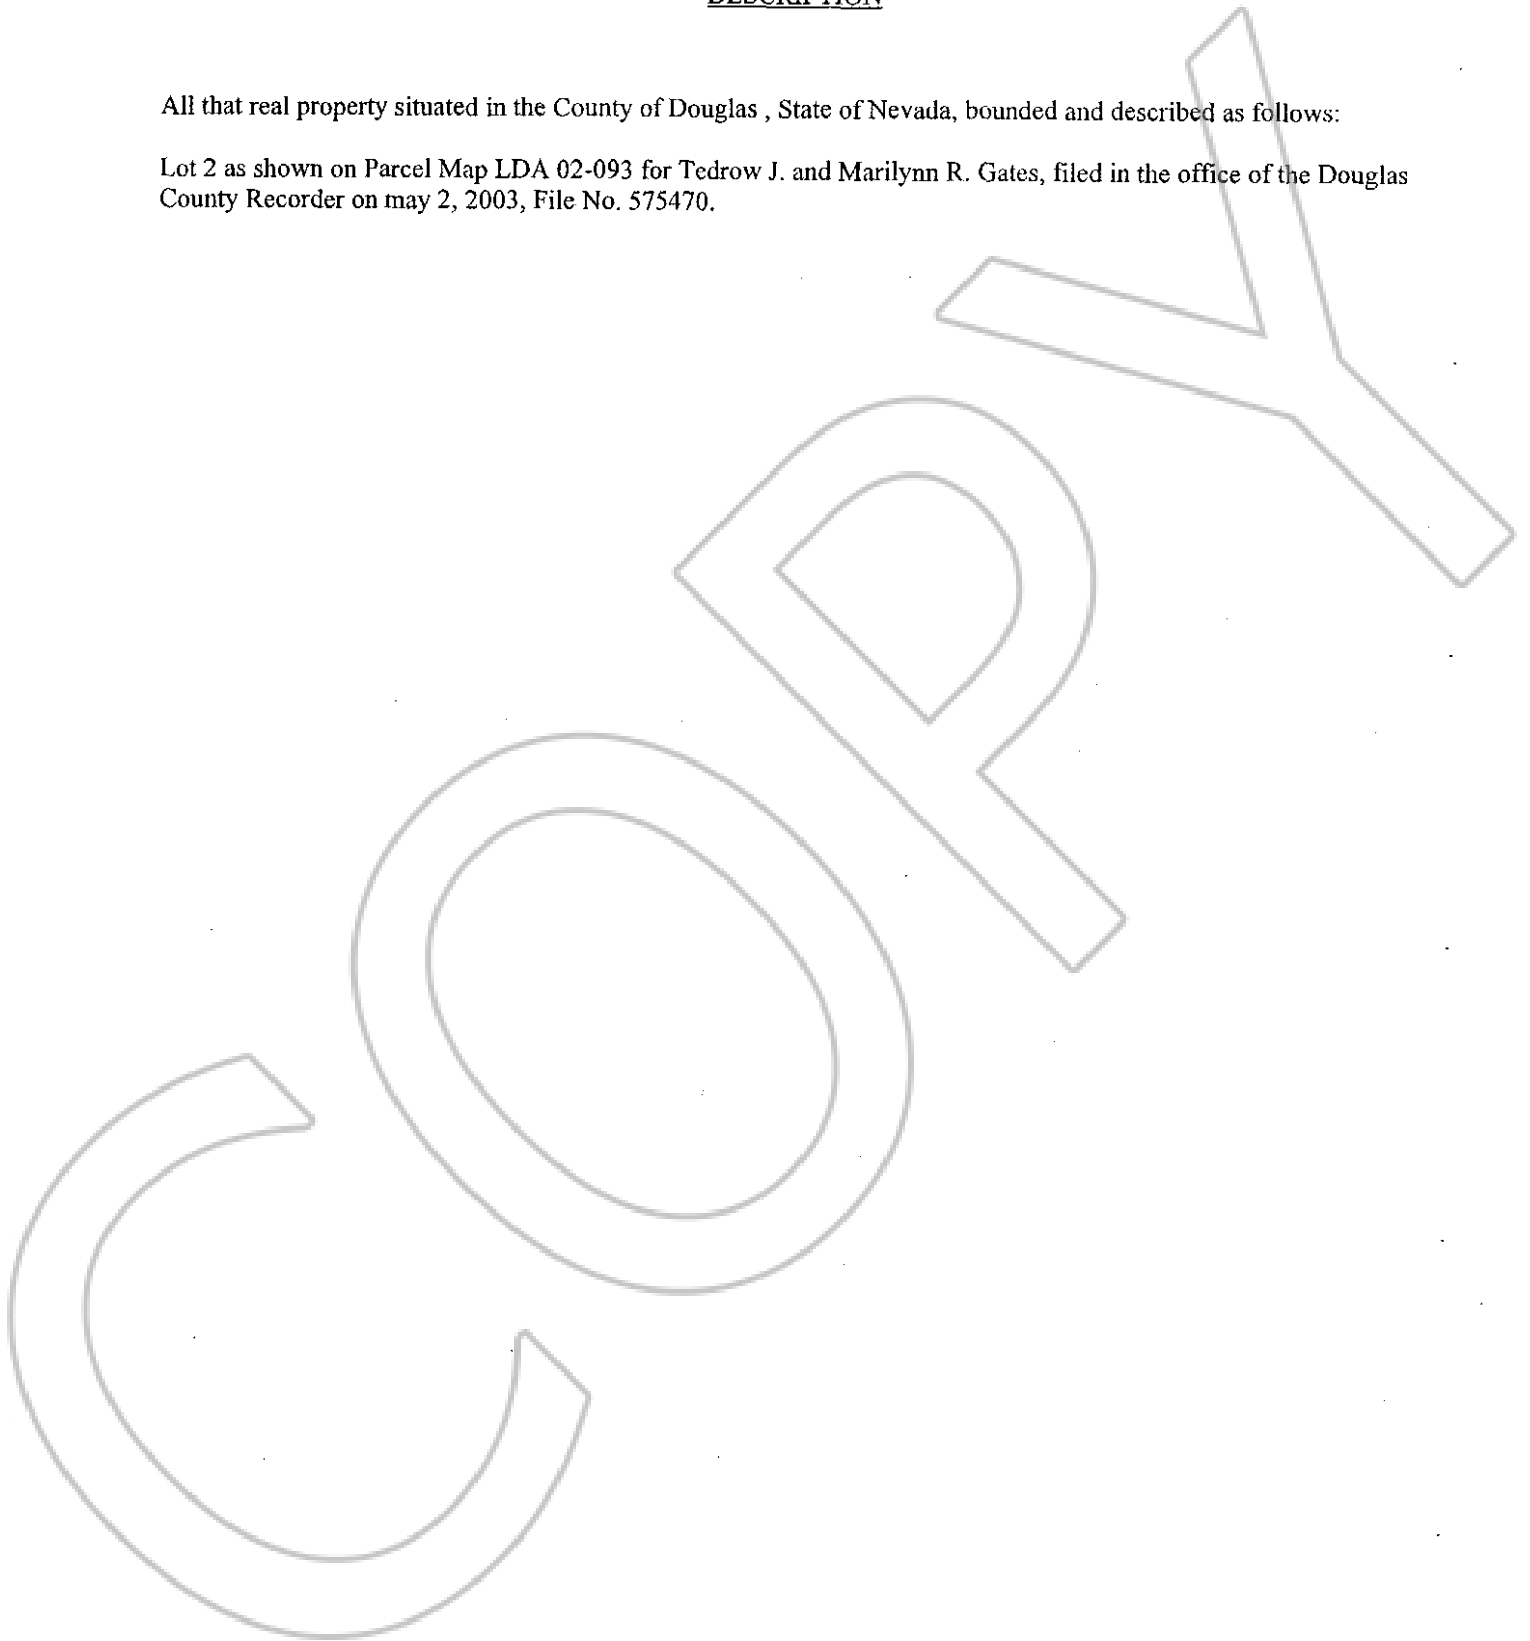 DESCRIPTION
All that real property situated in the County of Douglas , State of Nevada, bounded and described as follows:
Lot 2 as shown on Parcel Map LDA 02-093 for Tedrow J. and Marilynn R. Gates, filed in the office of the Douglas
County Recorder on may 2, 2003, File No. 575470.
COPY